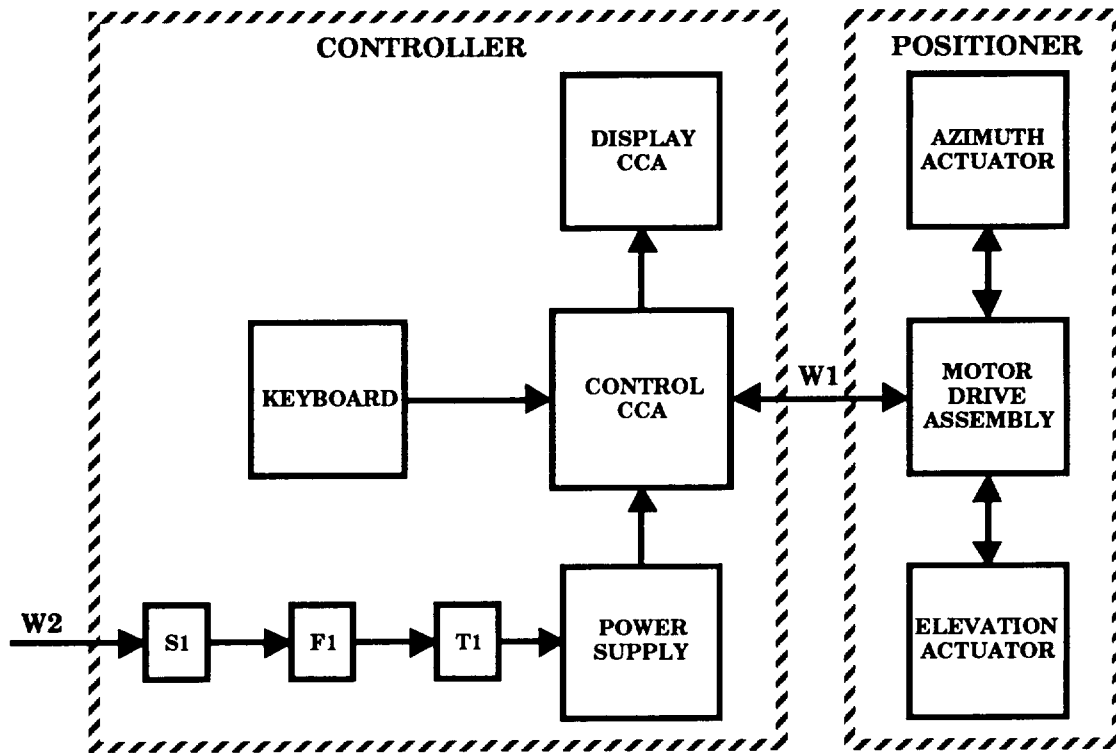 CONTROLLER
POSITIONER
DISPLAY
CCA
AZIMUTH
ACTUATOR
KEYBOARD
CONTROL
CCA
W1
MOTOR
DRIVE
ASSEMBLY
W2
S1
F1
T1
POWER
SUPPLY
ELEVATION
ACTUATOR